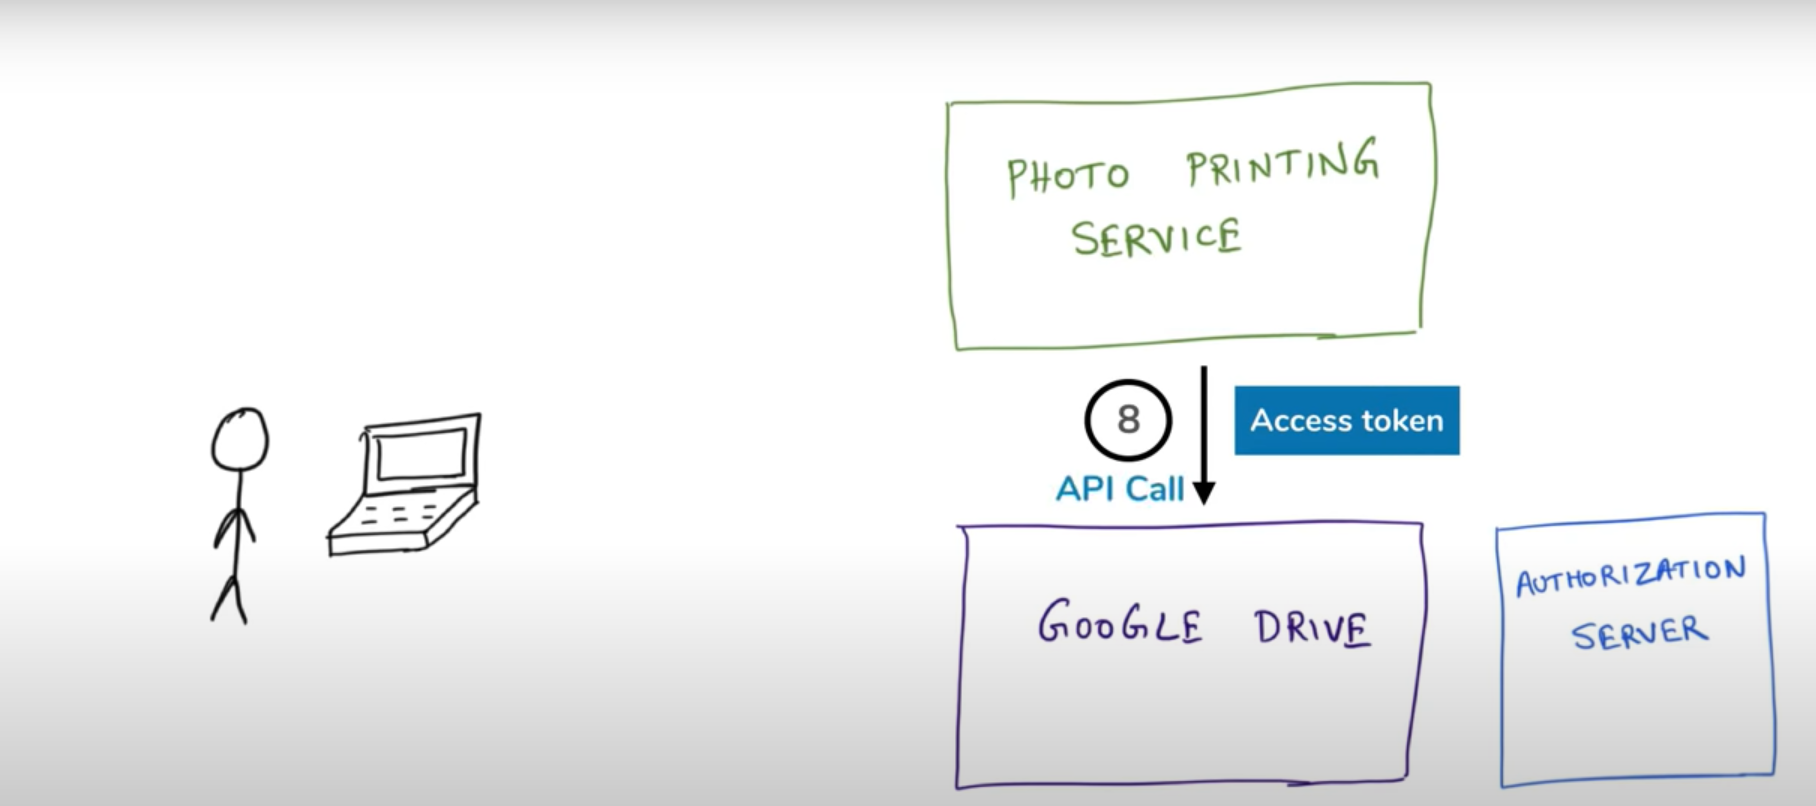 PHOTO PRINTING
SERVICE
8
Access token
API Call
GOOGLE DRIVE
AUTHORIZATION
SERVER